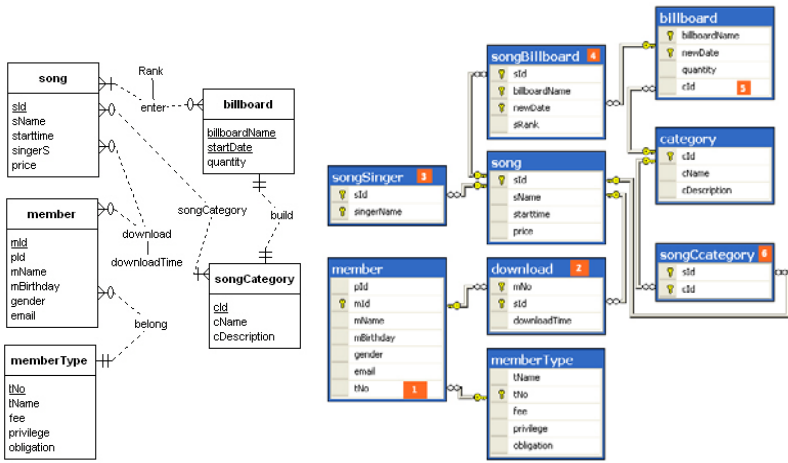 song
sId
sName
starttime
singerS
price
Rank
enter
billboard
billboardName
startDate
quantity
member
mId
pId
mName
mBirthday
gender
email
download
downloadTime
songCategory
build
songCategory
cId
cName
cDescription
belong
memberType
tNo
tName
fee
privilege
obligation
songSinger 3
sId
singerName
member
pId
mId
mName
mBirthday
gender
email
tNo 1
songBillboard 4
sId
billboardName
newDate
sRank
song
sId
sName
starttime
price
download 2
mNo
sId
downloadTime
memberType
tName
tNo
fee
privilege
obligation
billboard
billboardName
newDate
quantity
cId 5
category
cId
cName
cDescription
songCcategory 6
sId
cId